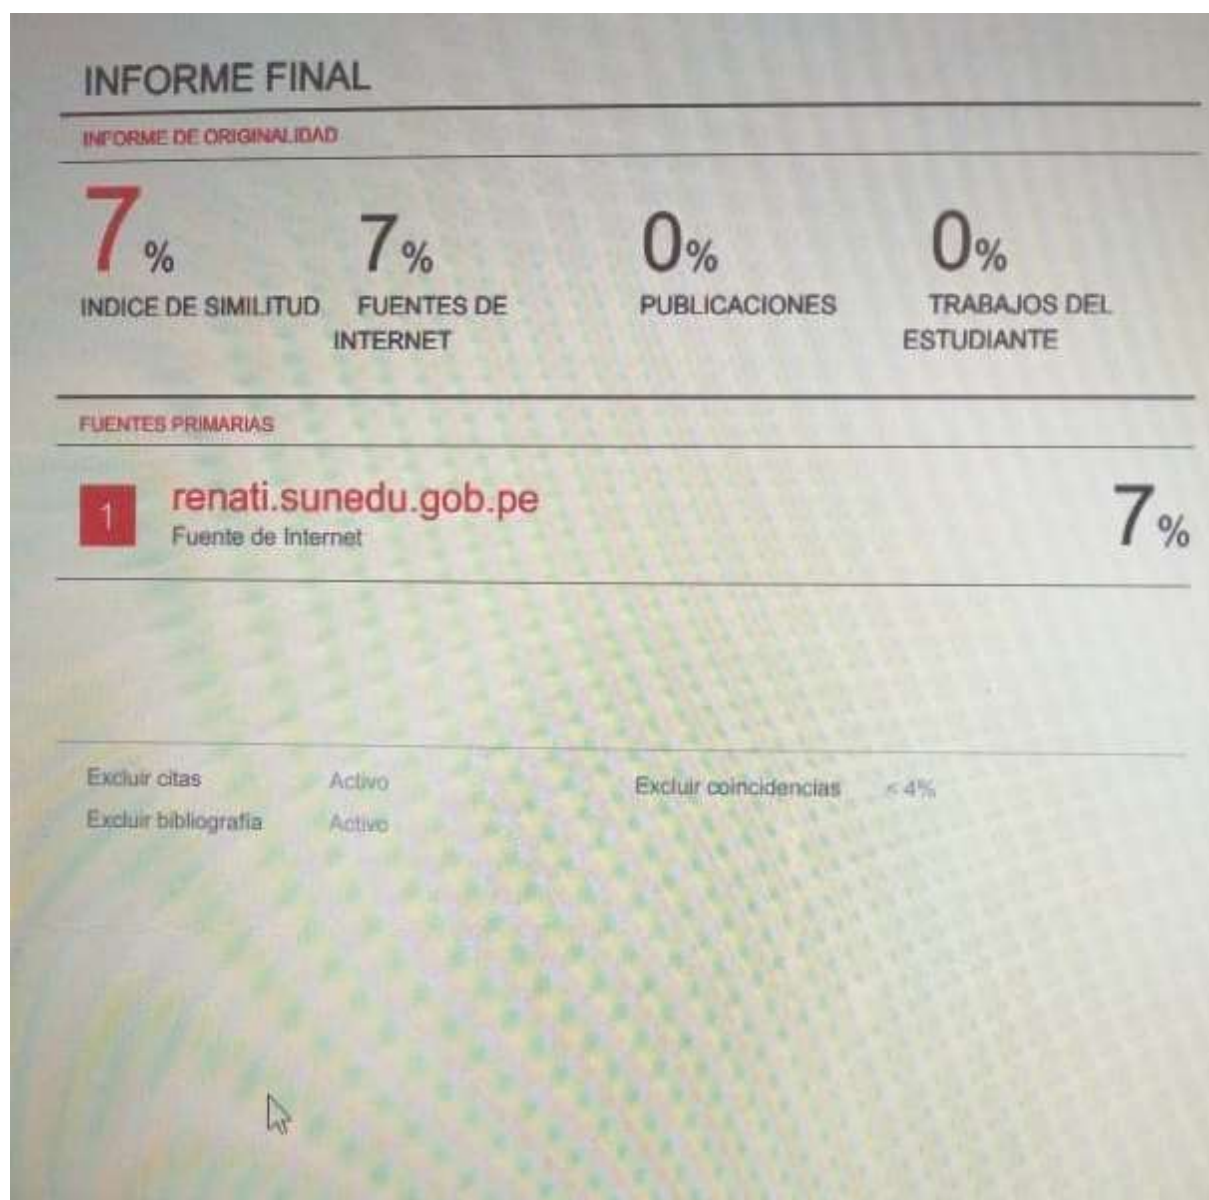 INFORME FINAL
INFORME DE ORIGINALIDAD
7%
7%
0%
0%
INDICE DE SIMILITUD
FUENTES DE INTERNET
PUBLICACIONES
TRABAJOS DEL ESTUDIANTE
FUENTES PRIMARIAS
1
renati.sunedu.gob.pe
Fuente de Internet
7%
Excluir citas
Activo
Excluir coincidencias
< 4%
Excluir bibliografía
Activo